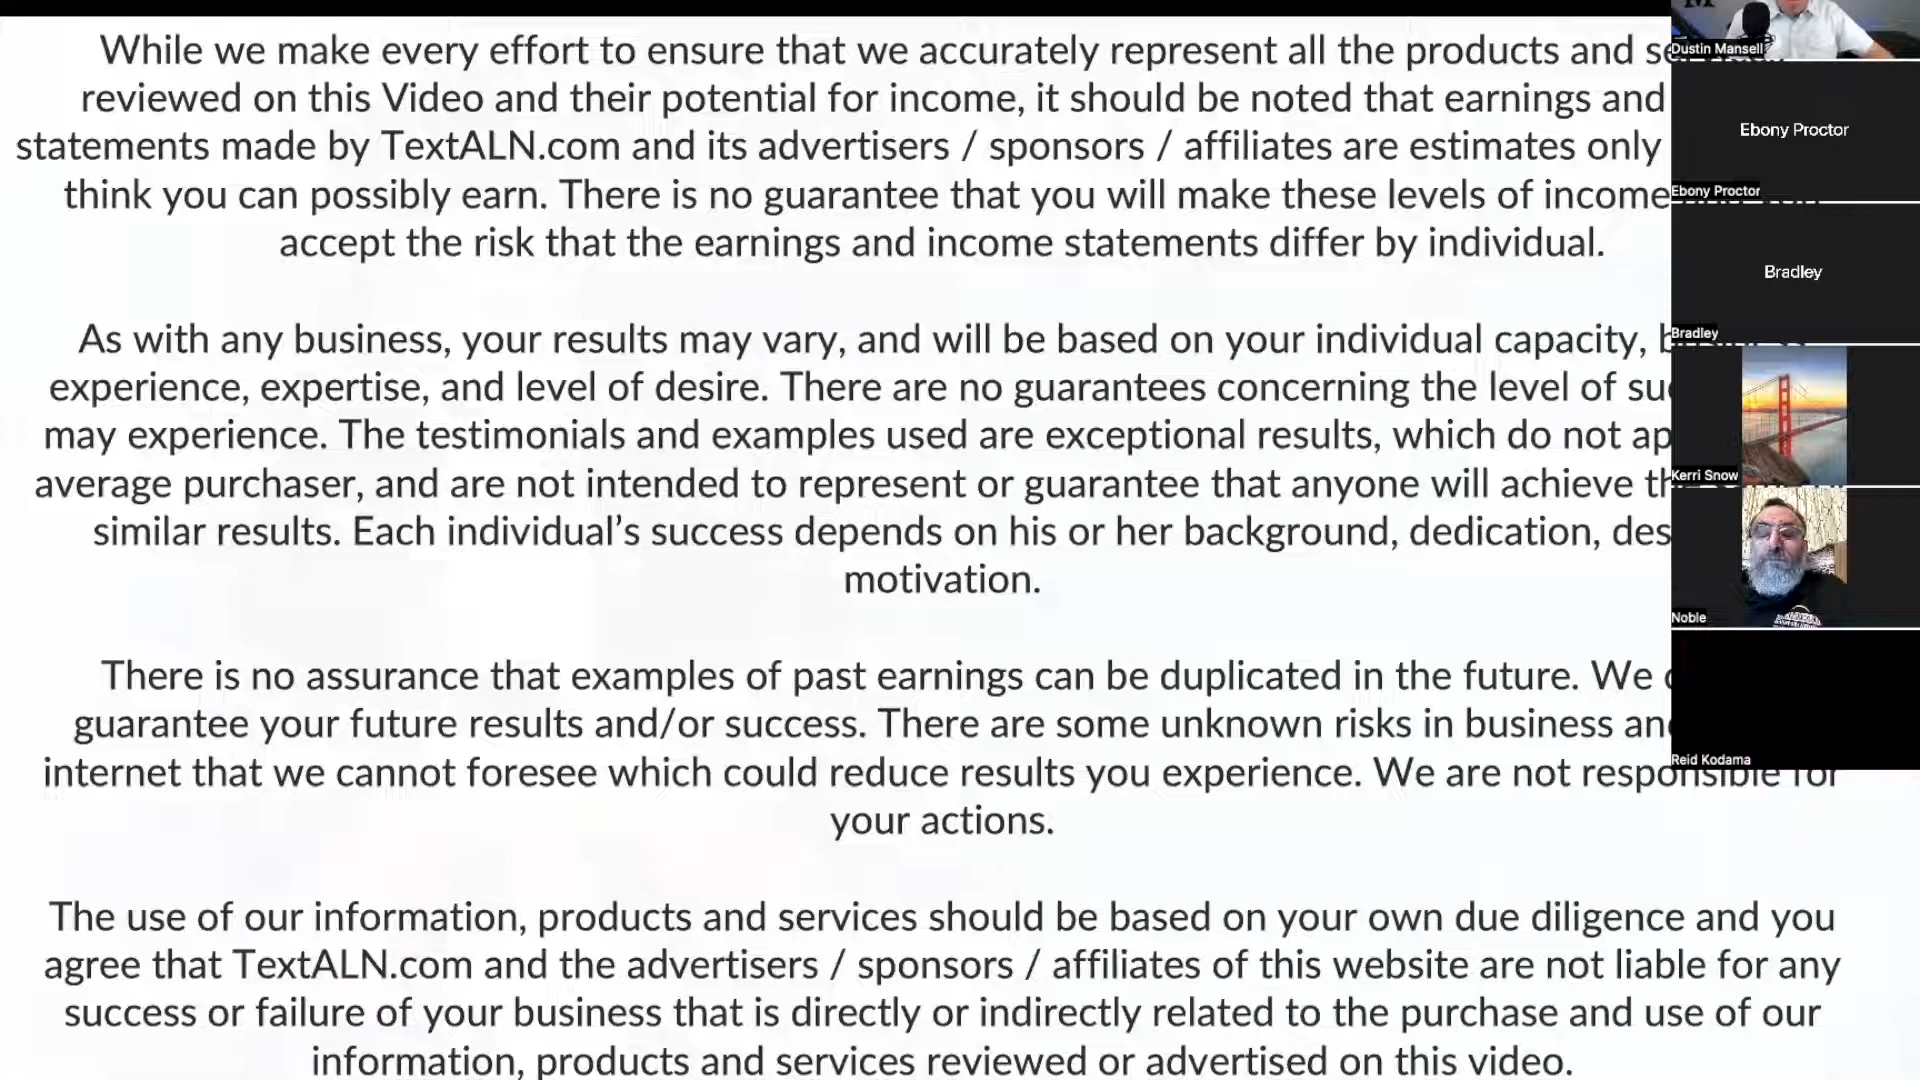 While we make every effort to ensure that we accurately represent all the products and
reviewed on this Video and their potential for income, it should be noted that earnings and
statements made by TextALN.com and its advertisers / sponsors / affiliates are estimates only
think you can possibly earn. There is no guarantee that you will make these levels of income
accept the risk that the earnings and income statements differ by individual.
As with any business, your results may vary, and will be based on your individual capacity,
experience, expertise, and level of desire. There are no guarantees concerning the level of
may experience. The testimonials and examples used are exceptional results, which do not
average purchaser, and are not intended to represent or guarantee that anyone will achieve
similar results. Each individual’s success depends on his or her background, dedication,
motivation.
There is no assurance that examples of past earnings can be duplicated in the future. We
guarantee your future results and/or success. There are some unknown risks in business
internet that we cannot foresee which could reduce results you experience. We are not responsible for
your actions.
The use of our information, products and services should be based on your own due diligence and you
agree that TextALN.com and the advertisers / sponsors / affiliates of this website are not liable for any
success or failure of your business that is directly or indirectly related to the purchase and use of our
information, products and services reviewed or advertised on this video.
Dustin Mansell
Ebony Proctor
Ebony Proctor
Bradley
Bradley
Kerri Snow
Noble
Reid Kodama